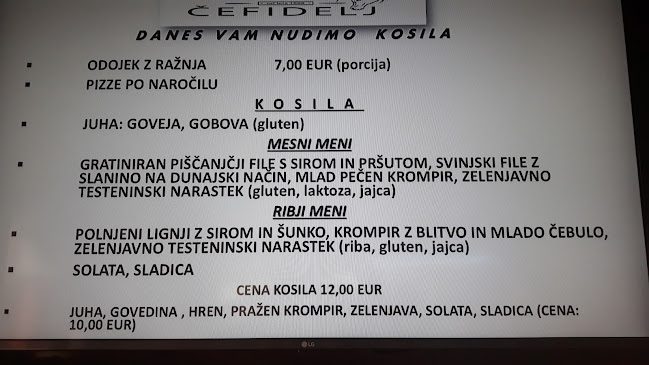 ČEFIDELJ
DANES VAM NUDIMO KOSILA
▪ ODOJEK Z RAŽNJA 7,00 EUR (porcija)
▪ PIZZE PO NAROČILU
K O S I L A
▪ JUHA: GOVEJA, GOBOVA (gluten)
MESNI MENI
▪ GRATINIRAN PIŠČANJČJI FILE S SIROM IN PRŠUTOM, SVINJSKI FILE Z
SLANINO NA DUNAJSKI NAČIN, MLAD PEČEN KROMPIR, ZELENJAVNO
TESTENINSKI NARASTEK (gluten, laktoza, jajca)
RIBJI MENI
▪ POLNJENI LIGNJI Z SIROM IN ŠUNKO, KROMPIR Z BLITVO IN MLADO ČEBULO,
ZELENJAVNO TESTENINSKI NARASTEK (riba, gluten, jajca)
▪ SOLATA, SLADICA
CENA KOSILA 12,00 EUR
▪ JUHA, GOVEDINA , HREN, PRAŽEN KROMPIR, ZELENJAVA, SOLATA, SLADICA (CENA:
10,00 EUR)
LG